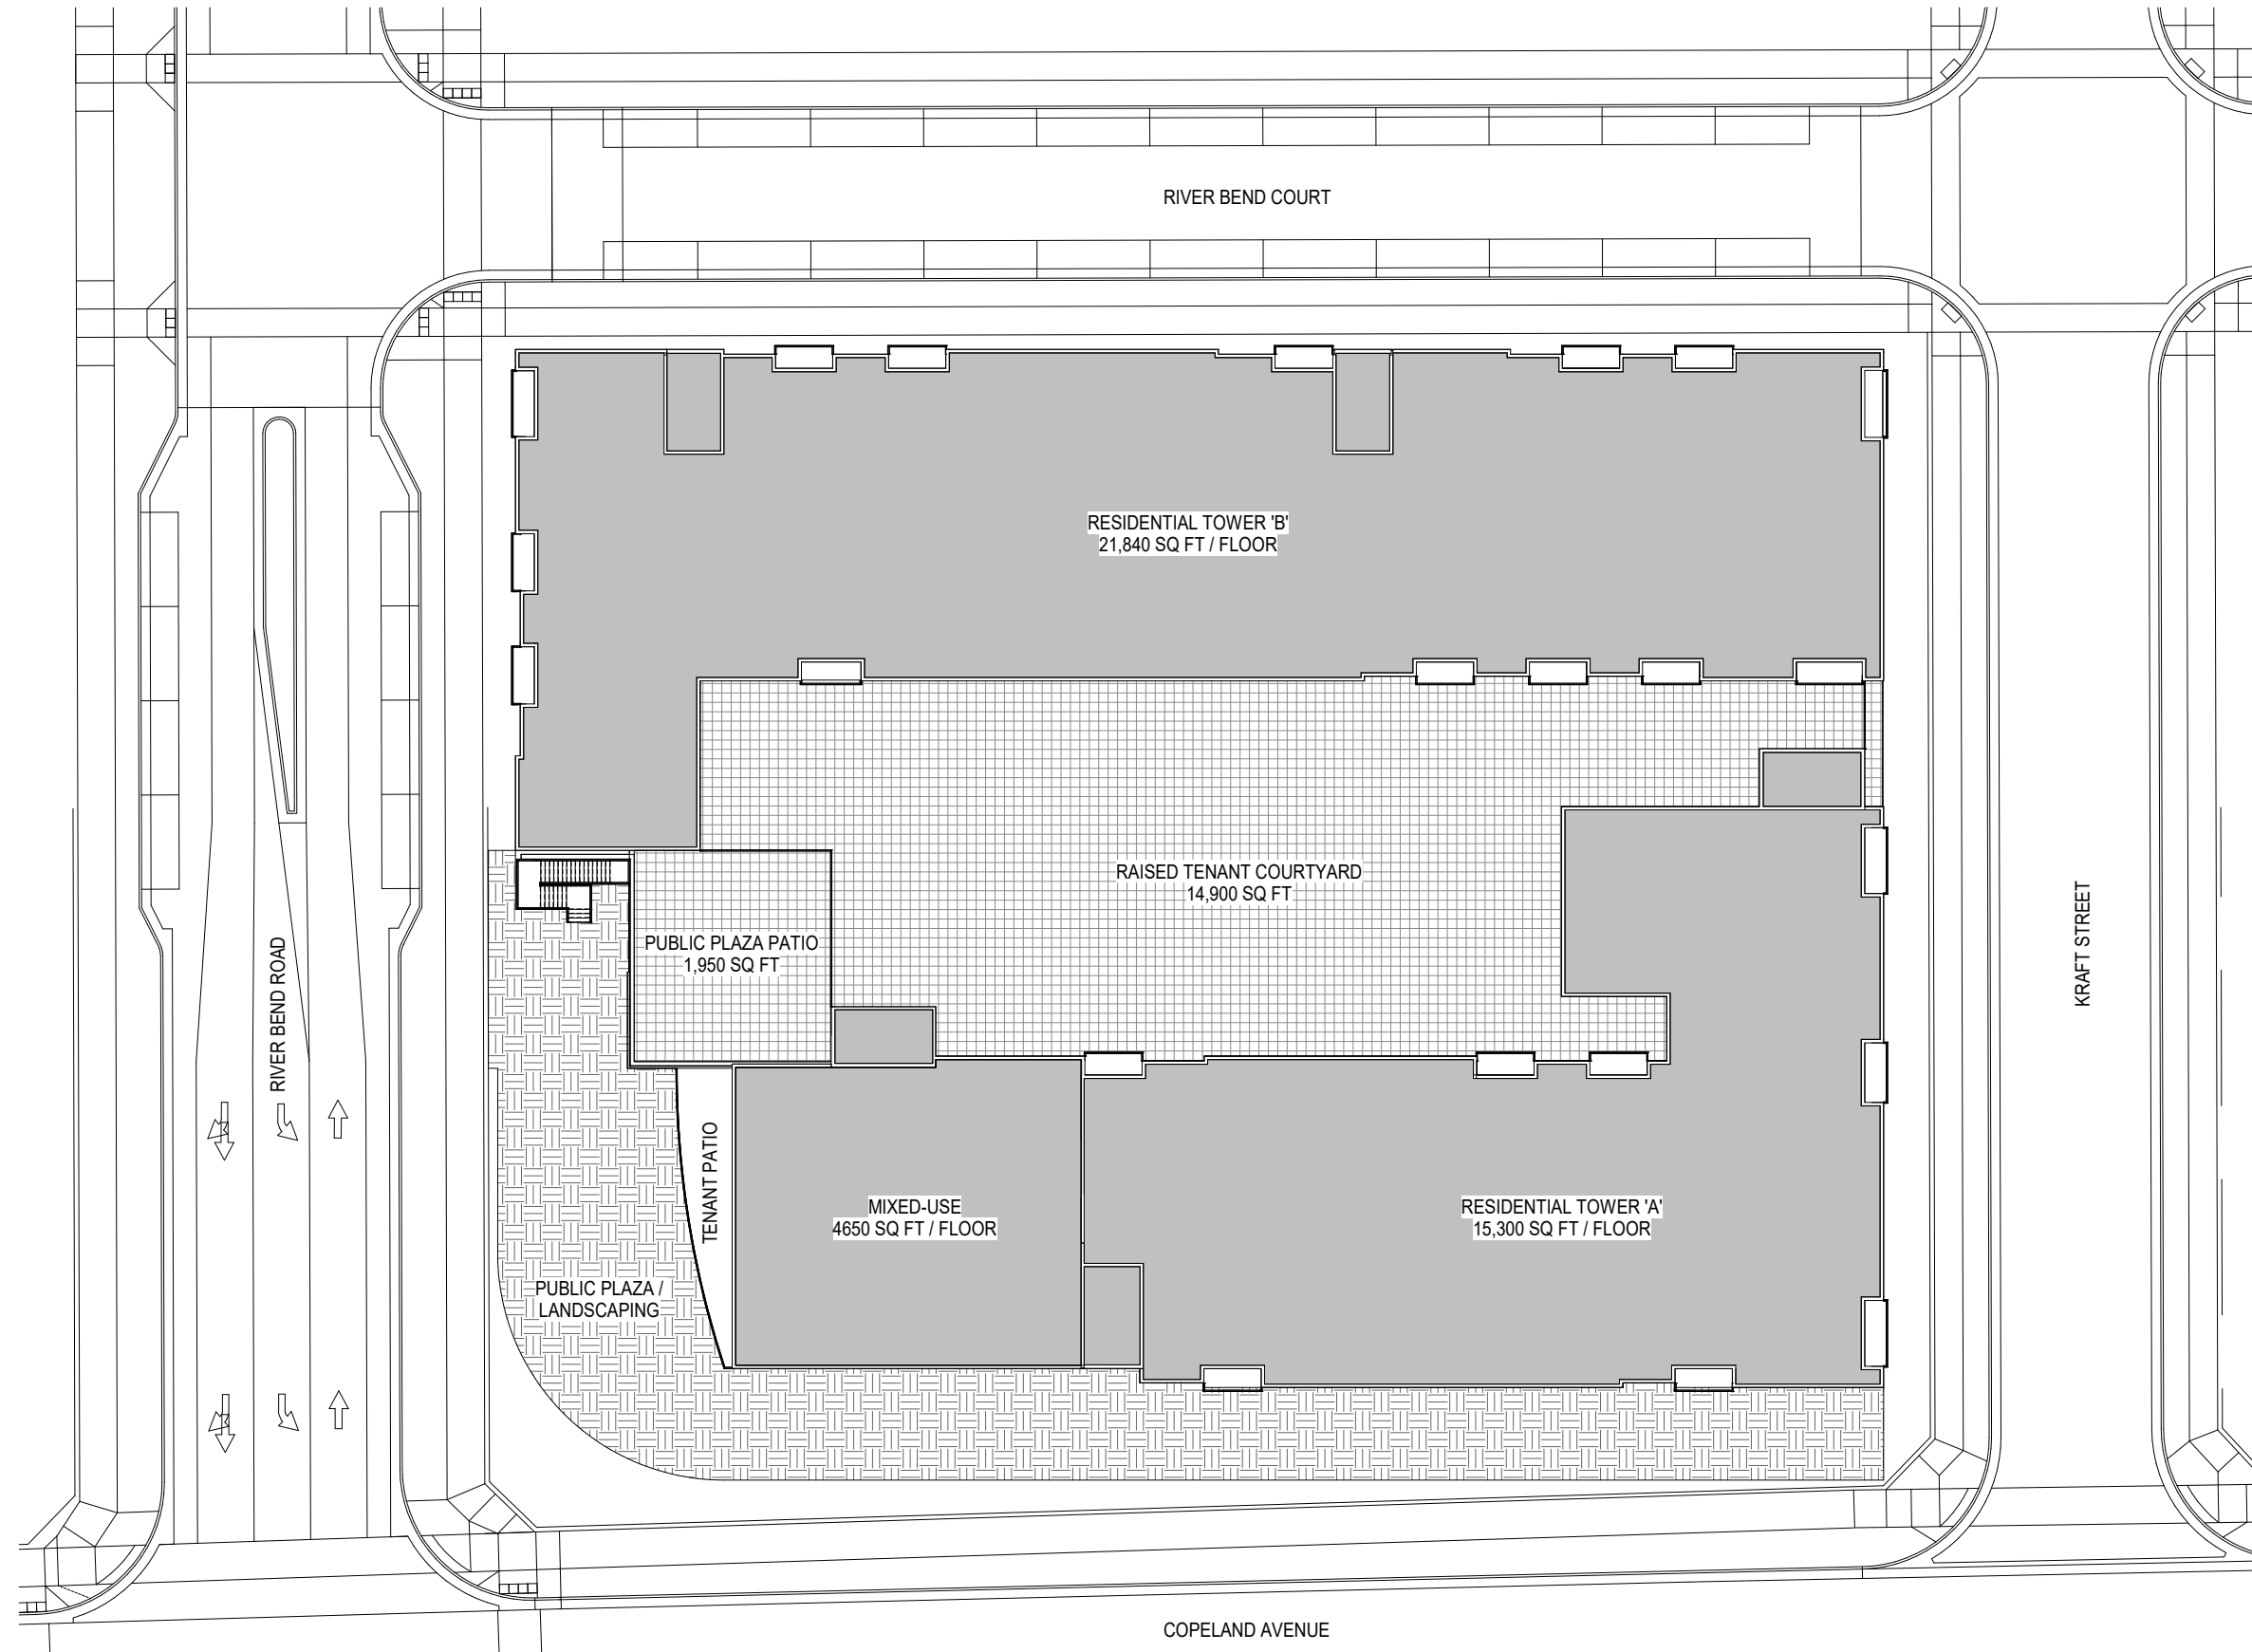 RIVER BEND COURT
RESIDENTIAL TOWER 'B'
21,840 SQ FT / FLOOR
RAISED TENANT COURTYARD
14,900 SQ FT
PUBLIC PLAZA PATIO
1,950 SQ FT
RIVER BEND ROAD
KRAFT STREET
TENANT PATIO
MIXED-USE
4650 SQ FT / FLOOR
RESIDENTIAL TOWER 'A'
15,300 SQ FT / FLOOR
PUBLIC PLAZA /
LANDSCAPING
COPELAND AVENUE